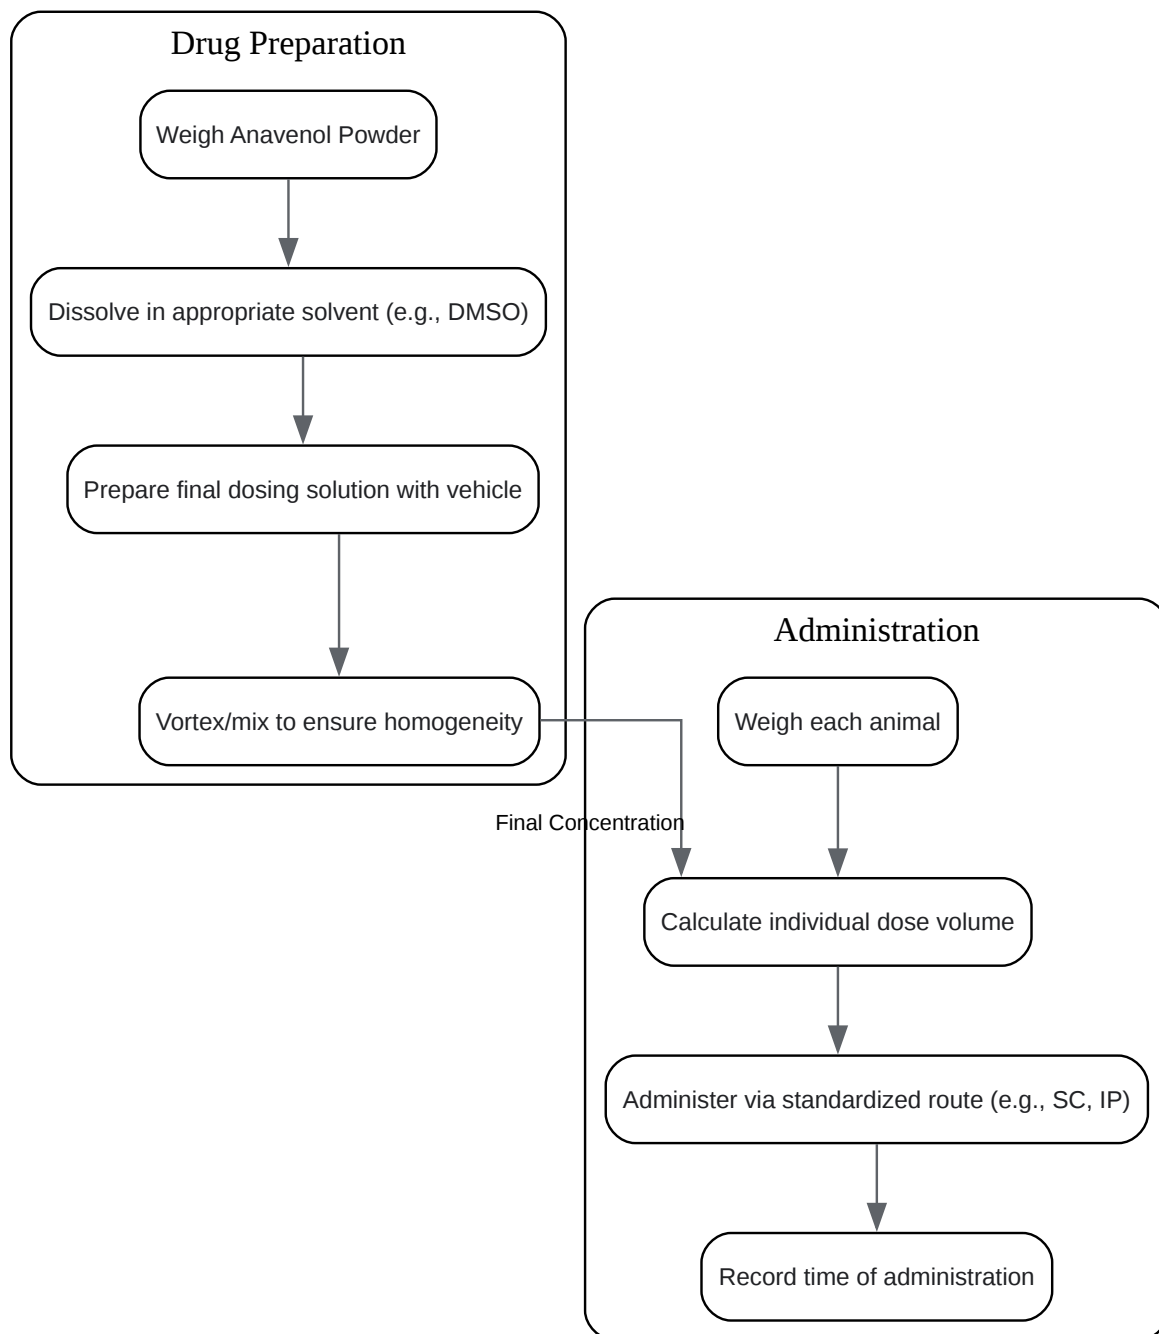 Drug Preparation
Weigh Anavenol Powder
Dissolve in appropriate solvent (e.g., DMSO)
Prepare final dosing solution with vehicle
Vortex/mix to ensure homogeneity
Final Concentration
Administration
Weigh each animal
Calculate individual dose volume
Administer via standardized route (e.g., SC, IP)
Record time of administration